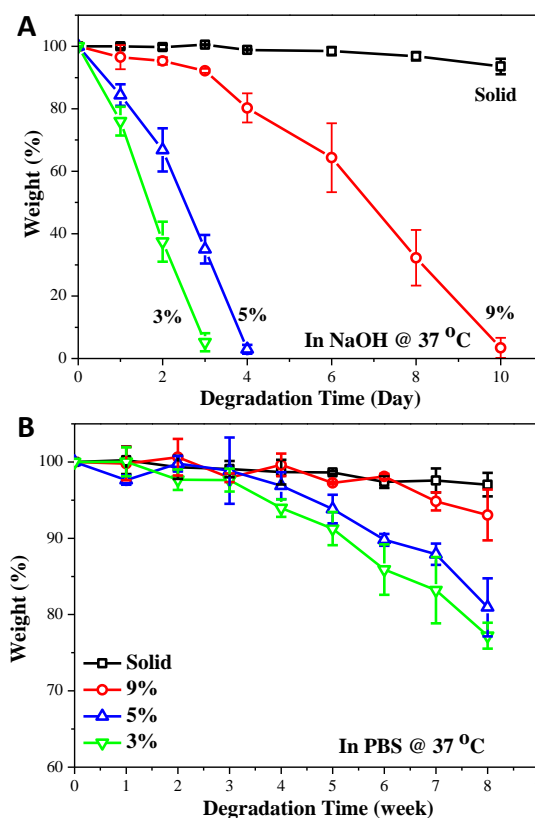 A
100
80
60
40
20
0
Weight (%)
Solid
3%
5%
9%
In NaOH @ 37 ⁰C
0 2 4 6 8 10
Degradation Time (Day)
B
100
90
80
70
60
Weight (%)
Solid
9%
5%
3%
In PBS @ 37 ⁰C
0 1 2 3 4 5 6 7 8
Degradation Time (week)